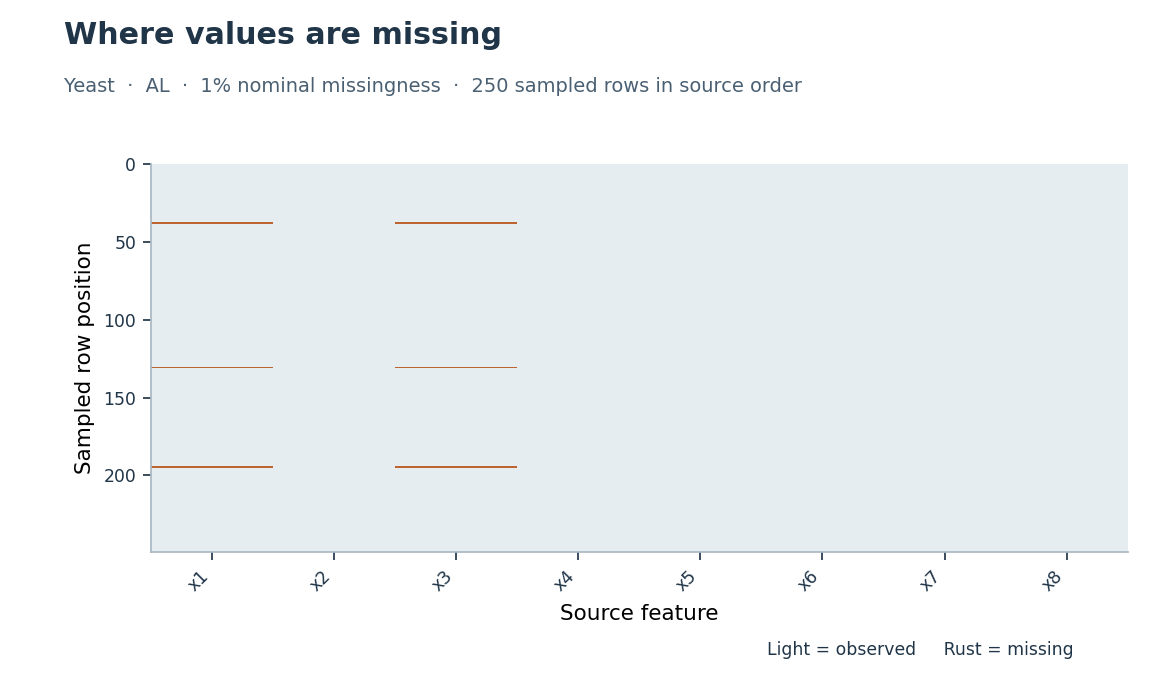 Where values are missing
Yeast · AL · 1% nominal missingness · 250 sampled rows in source order
0
50
100
150
200
Sampled row position
x1 x2 x3 x4 x5 x6 x7 x8
Source feature
Light = observed Rust = missing